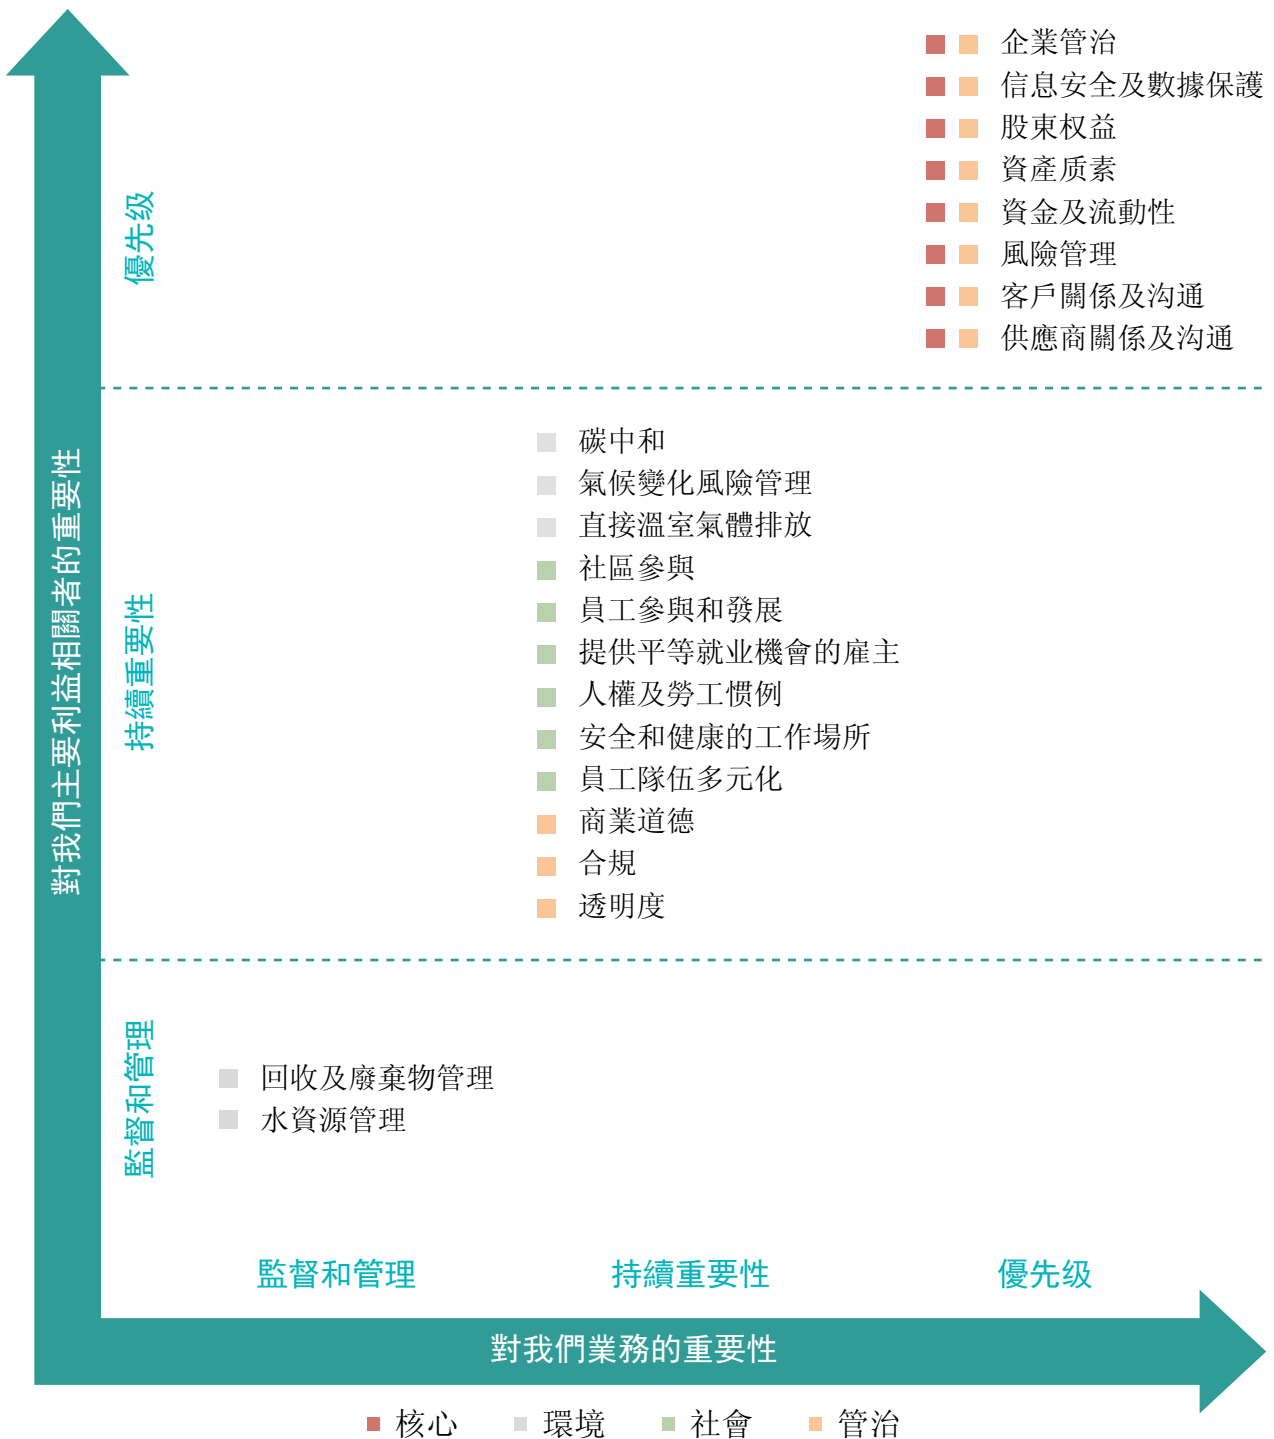 企業管治
信息安全及數據保護
股東权益
資產质素
資金及流動性
風險管理
客戶關係及沟通
供應商關係及沟通
優先级
碳中和
氣候變化風險管理
直接溫室氣體排放
社區參與
員工參與和發展
提供平等就业機會的雇主
人權及勞工惯例
安全和健康的工作場所
員工隊伍多元化
商業道德
合規
透明度
持續重要性
對我們主要利益相關者的重要性
監督和管理
回收及廢棄物管理
水資源管理
監督和管理
持續重要性
優先级
對我們業務的重要性
核心
環境
社會
管治